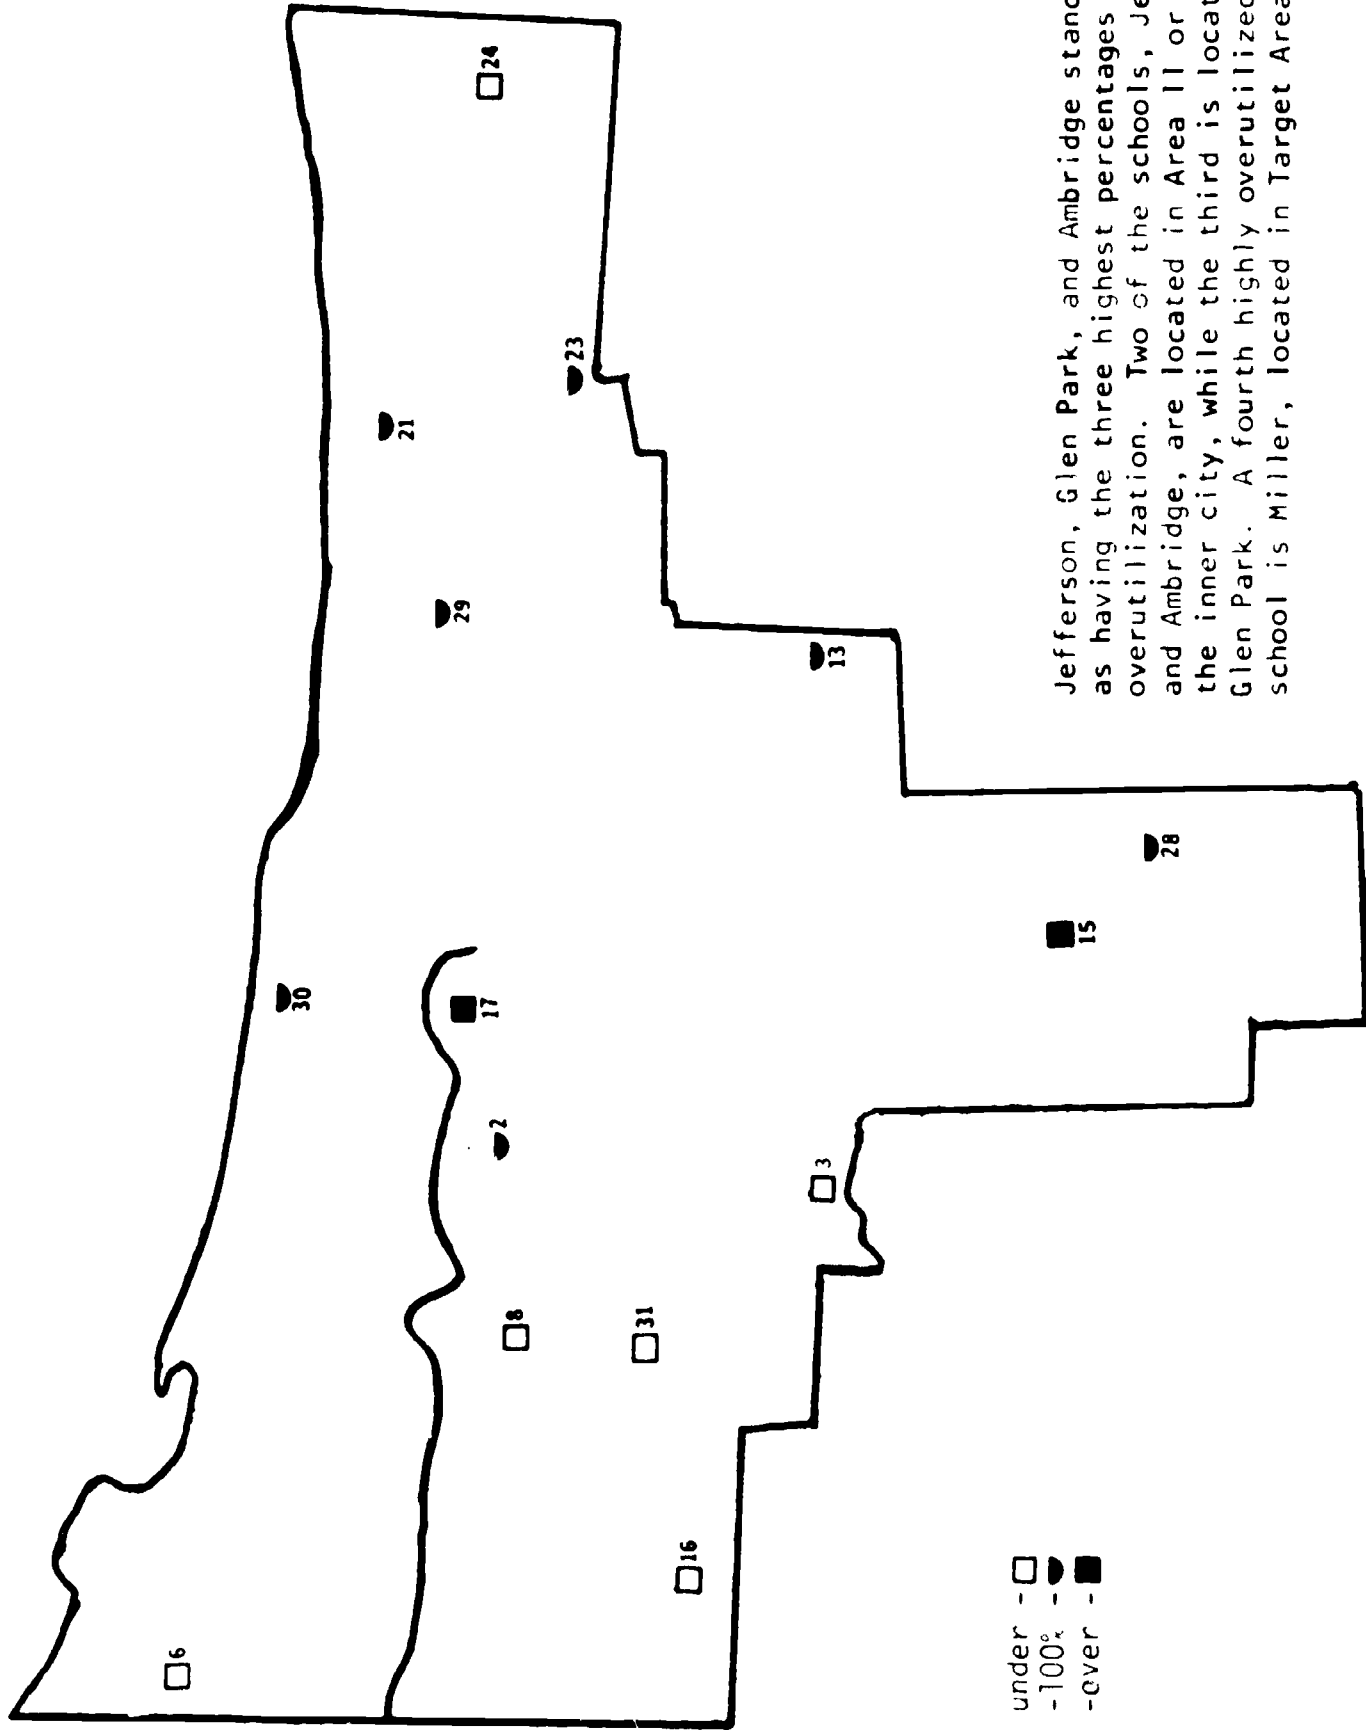 24
23
21
29
13
28
15
30
17
2
3
8
31
16
6
under -
-100% -
-over -
Jefferson, Glen Park, and Ambridge stand
as having the three highest percentages
overutilization. Two of the schools, Je
and Ambridge, are located in Area II or
the inner city, while the third is locat
Glen Park. A fourth highly overutilized
school is Miller, located in Target Area